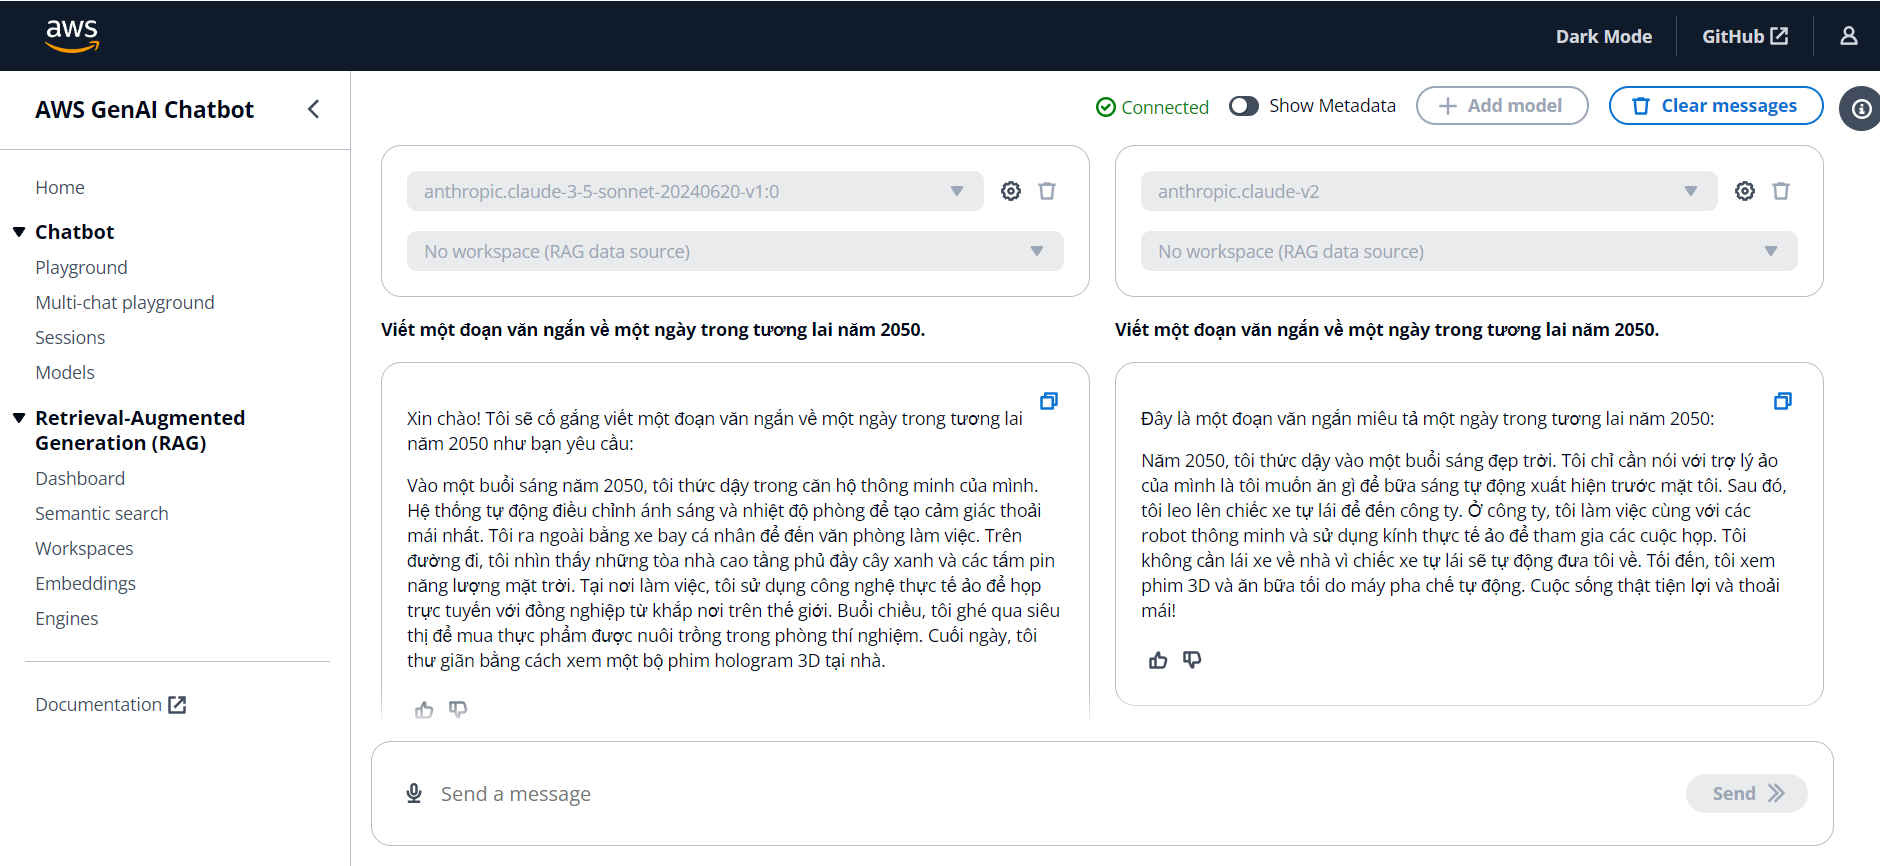 aws
Dark Mode
GitHub
AWS GenAI Chatbot
Connected
Show Metadata
Add model
Clear messages
Home
Chatbot
Playground
Multi-chat playground
Sessions
Models
Retrieval-Augmented
Generation (RAG)
Dashboard
Semantic search
Workspaces
Embeddings
Engines
Documentation
anthropic.claude-3-5-sonnet-20240620-v1:0
No workspace (RAG data source)
Viết một đoạn văn ngắn về một ngày trong tương lai năm 2050.
Xin chào! Tôi sẽ cố gắng viết một đoạn văn ngắn về một ngày trong tương lai
năm 2050 như bạn yêu cầu:
Vào một buổi sáng năm 2050, tôi thức dậy trong căn hộ thông minh của mình.
Hệ thống tự động điều chỉnh ánh sáng và nhiệt độ phòng để tạo cảm giác thoải
mái nhất. Tôi ra ngoài bằng xe bay cá nhân để đến văn phòng làm việc. Trên
đường đi, tôi nhìn thấy những tòa nhà cao tầng phủ đầy cây xanh và các tấm pin
năng lượng mặt trời. Tại nơi làm việc, tôi sử dụng công nghệ thực tế ảo để họp
trực tuyến với đồng nghiệp từ khắp nơi trên thế giới. Buổi chiều, tôi ghé qua siêu
thị để mua thực phẩm được nuôi trồng trong phòng thí nghiệm. Cuối ngày, tôi
thư giãn bằng cách xem một bộ phim hologram 3D tại nhà.
anthropic.claude-v2
No workspace (RAG data source)
Viết một đoạn văn ngắn về một ngày trong tương lai năm 2050.
Đây là một đoạn văn ngắn miêu tả một ngày trong tương lai năm 2050:
Năm 2050, tôi thức dậy vào một buổi sáng đẹp trời. Tôi chỉ cần nói với trợ lý ảo
của mình là tôi muốn ăn gì để bữa sáng tự động xuất hiện trước mặt tôi. Sau đó,
tôi leo lên chiếc xe tự lái để đến công ty. Ở công ty, tôi làm việc cùng với các
robot thông minh và sử dụng kính thực tế ảo để tham gia các cuộc họp. Tôi
không cần lái xe về nhà vì chiếc xe tự lái sẽ tự động đưa tôi về. Tối đến, tôi xem
phim 3D và ăn bữa tối do máy pha chế tự động. Cuộc sống thật tiện lợi và thoải
mái!
Send a message
Send